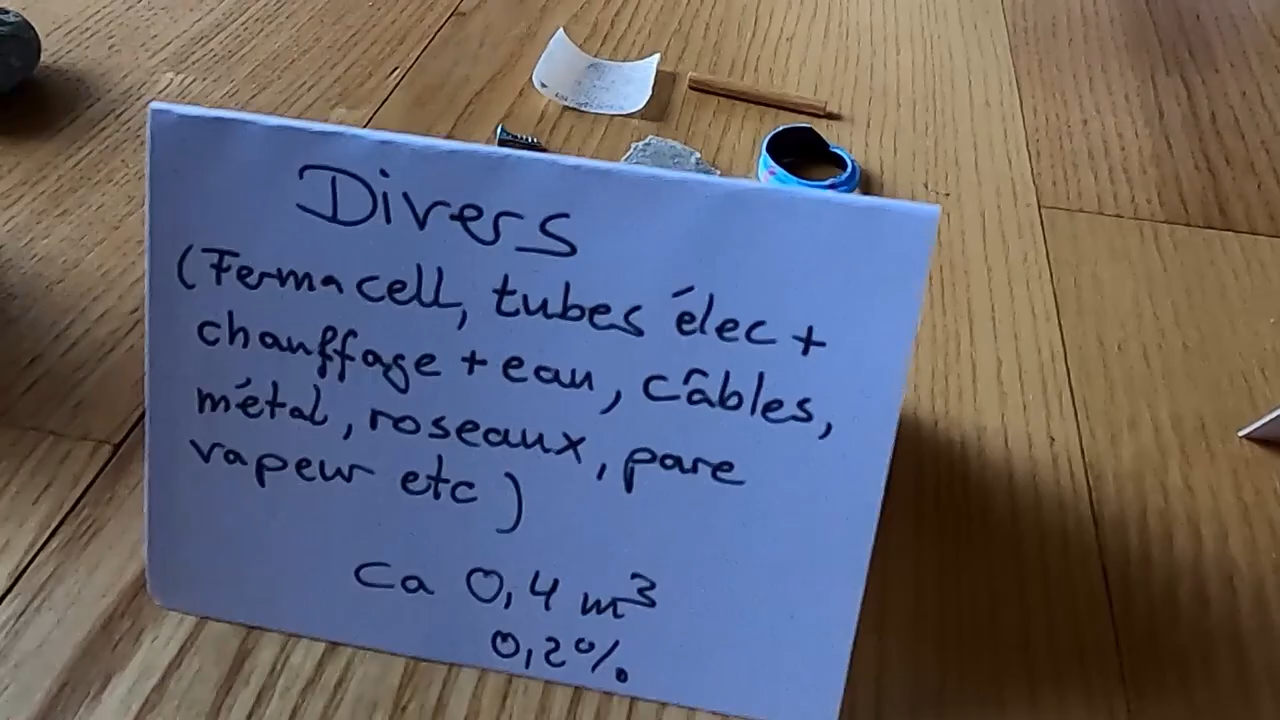 Divers
(Fermacell, tubes élec +
chauffage + eau, câbles,
métal, roseaux, pare
vapeur etc)
Ca 0,4 m³
0,2%